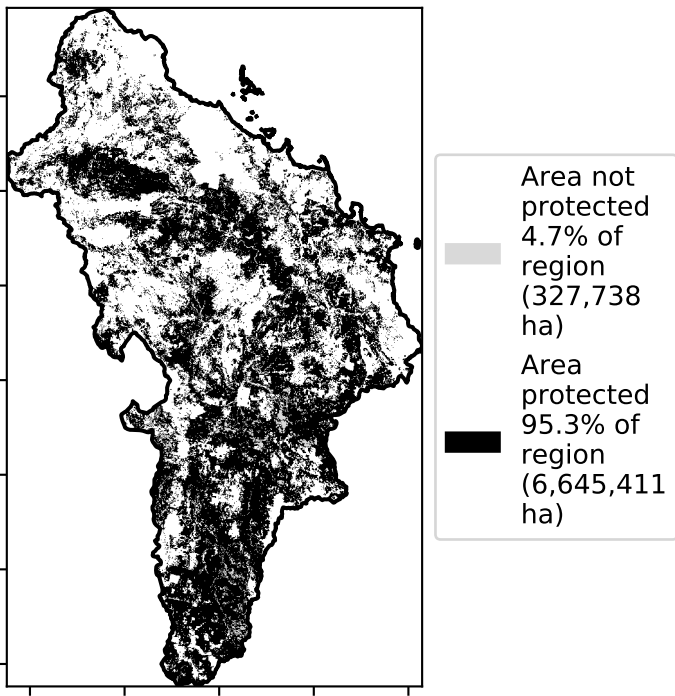 Area not
protected
4.7% of
region
(327,738
ha)
Area
protected
95.3% of
region
(6,645,411
ha)